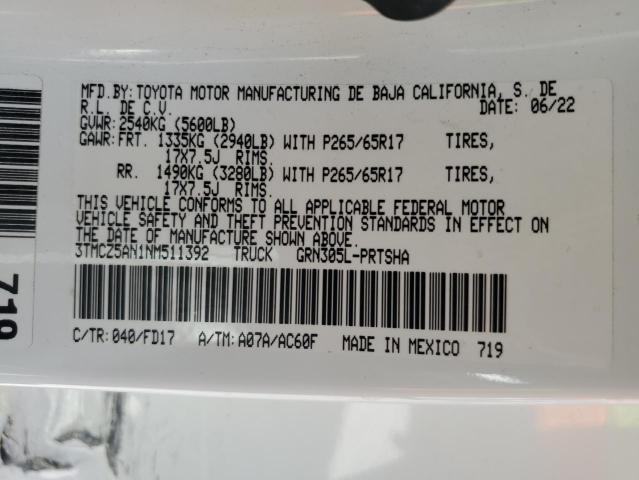 MFD.BY: TOYOTA MOTOR MANUFACTURING DE BAJA CALIFORNIA, S. DE
R.L. DE C.V. DATE: 06/22
GVWR: 2540KG (5600LB)
GAWR: FRT. 1335KG (2940LB) WITH P265/65R17 TIRES,
17X7.5J RIMS.
RR. 1490KG (3280LB) WITH P265/65R17 TIRES,
17X7.5J RIMS.
THIS VEHICLE CONFORMS TO ALL APPLICABLE FEDERAL MOTOR
VEHICLE SAFETY AND THEFT PREVENTION STANDARDS IN EFFECT ON
THE DATE OF MANUFACTURE SHOWN ABOVE.
3TMCZ5AN1NM511392 TRUCK GRN305L-PRTSHA
C/TR: 040/FD17 A/TM: A07A/AC60F MADE IN MEXICO 719
719